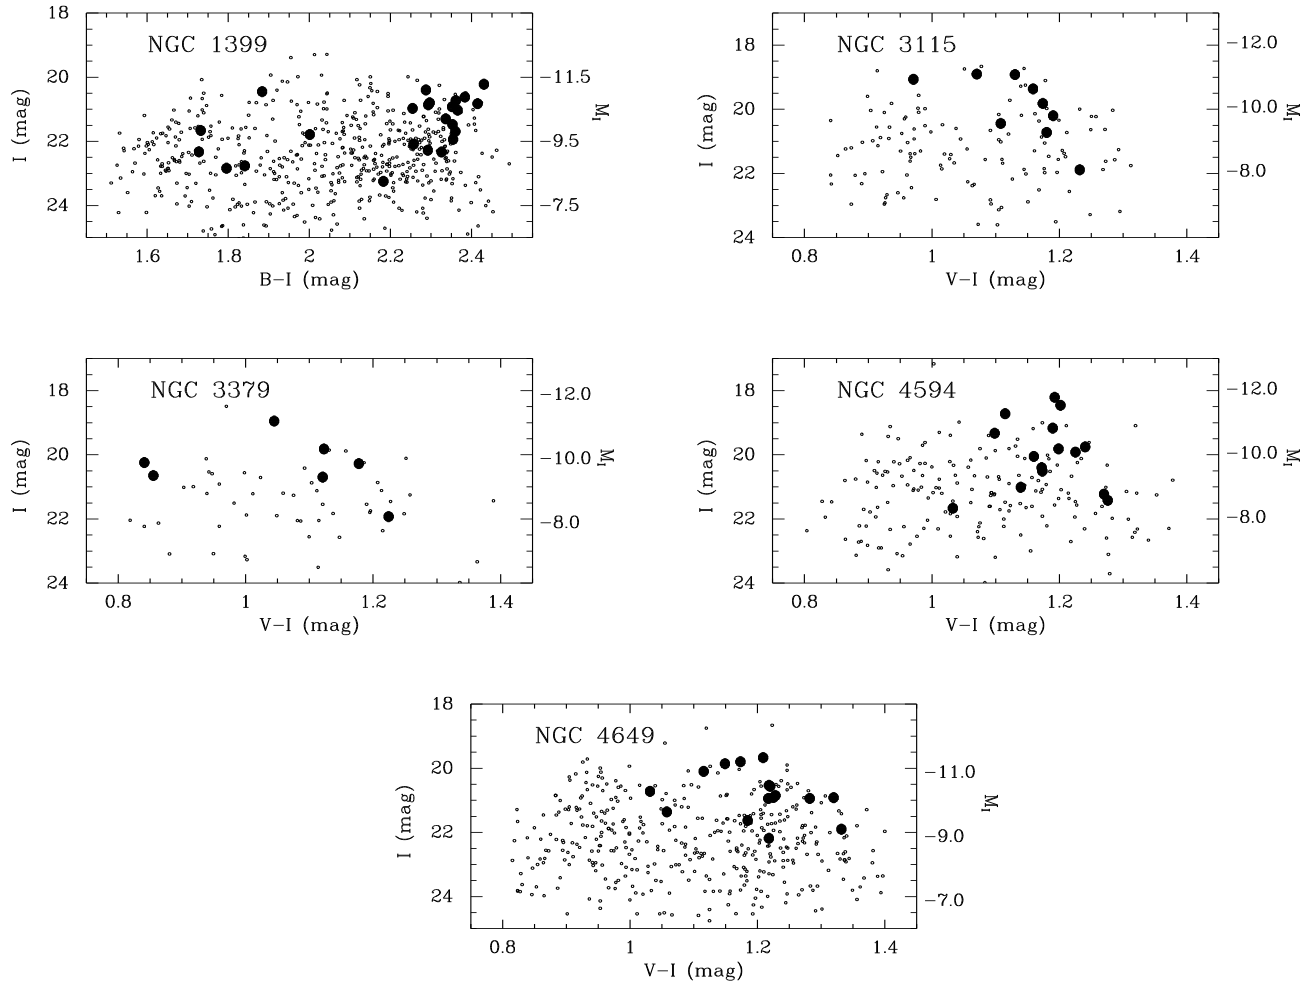 NGC 1399
18
20
22
24
I (mag)
−11.5
−9.5
−7.5
M_I
1.6 1.8 2 2.2 2.4
B−I (mag)
NGC 3115
18
20
22
24
I (mag)
−12.0
−10.0
−8.0
M_I
0.8 1 1.2 1.4
V−I (mag)
NGC 3379
18
20
22
24
I (mag)
−12.0
−10.0
−8.0
M_I
0.8 1 1.2 1.4
V−I (mag)
NGC 4594
18
20
22
24
I (mag)
−12.0
−10.0
−8.0
M_I
0.8 1 1.2 1.4
V−I (mag)
NGC 4649
18
20
22
24
I (mag)
−11.0
−9.0
−7.0
M_I
0.8 1 1.2 1.4
V−I (mag)